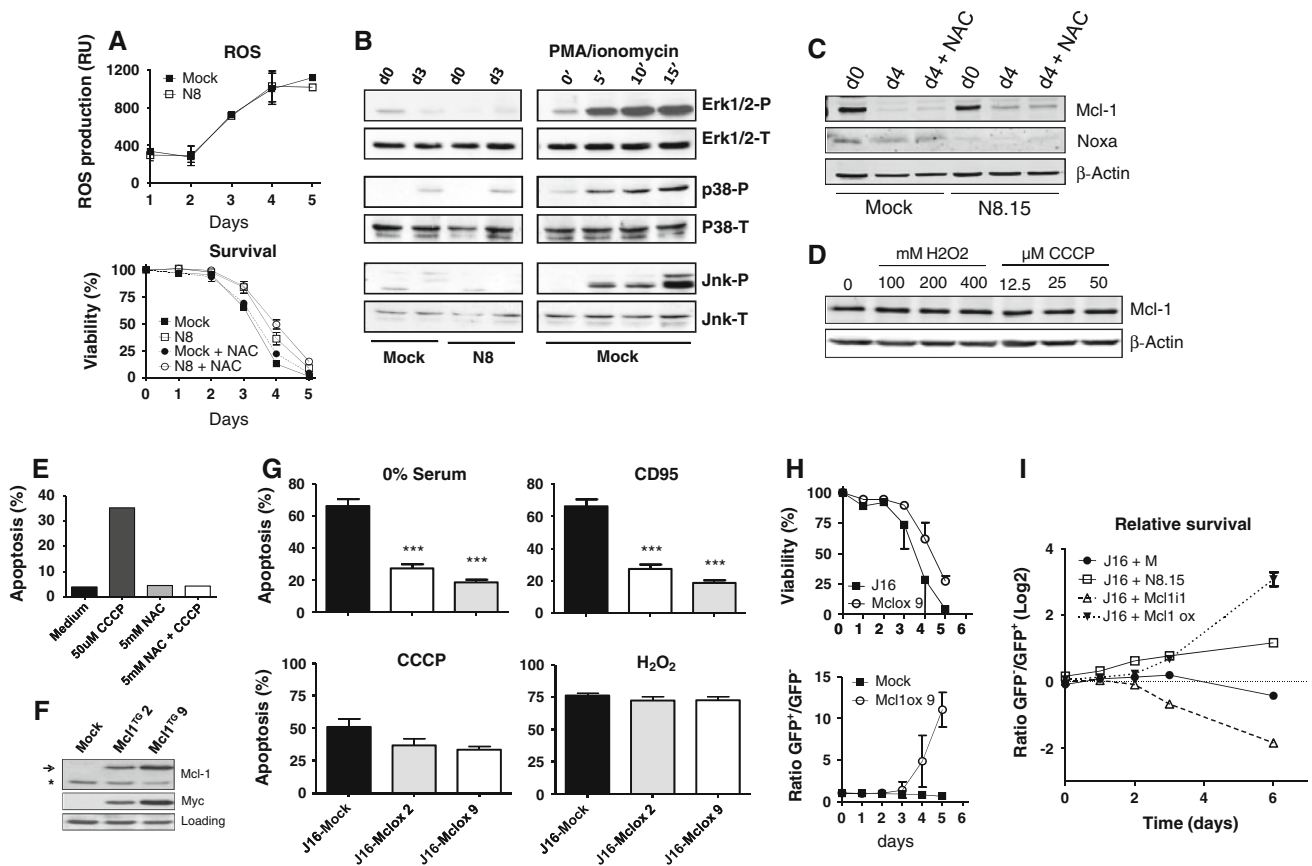 A
ROS
ROS production (RU)
1200
800
400
0
Mock
N8
1 2 3 4 5
Days
Survival
Viability (%)
100
75
50
25
0
Mock
N8
Mock + NAC
N8 + NAC
0 1 2 3 4 5
Days
B
PMA/ionomycin
d0 d3 d0 d3 0' 5' 10' 15'
Erk1/2-P
Erk1/2-T
p38-P
P38-T
Jnk-P
Jnk-T
Mock N8 Mock
C
d0 d4 d4 + NAC d0 d4 d4 + NAC
Mcl-1
Noxa
β-Actin
Mock N8.15
D
mM H2O2 µM CCCP
0 100 200 400 12.5 25 50
Mcl-1
β-Actin
E
Apoptosis (%)
40
30
20
10
0
Medium
50uM CCCP
5mM NAC
5mM NAC + CCCP
F
Mock Mcl1TG 2 Mcl1TG 9
*
Mcl-1
Myc
Loading
G
0% Serum
Apoptosis (%)
80
60
40
20
0
*** ***
CD95
80
60
40
20
0
*** ***
CCCP
Apoptosis (%)
100
75
50
25
0
J16-Mock
J16-Mclox 2
J16-Mclox 9
H2O2
100
75
50
25
0
J16-Mock
J16-Mclox 2
J16-Mclox 9
H
Viability (%)
100
75
50
25
0
J16
Mclox 9
0 1 2 3 4 5 6
Ratio GFP+/GFP-
15
10
5
0
Mock
Mcl1ox 9
0 1 2 3 4 5 6
days
I
Relative survival
Ratio GFP-/GFP+ (Log2)
4
2
0
-2
J16 + M
J16 + N8.15
J16 + Mcl1i1
J16 + Mcl1 ox
0 2 4 6
Time (days)